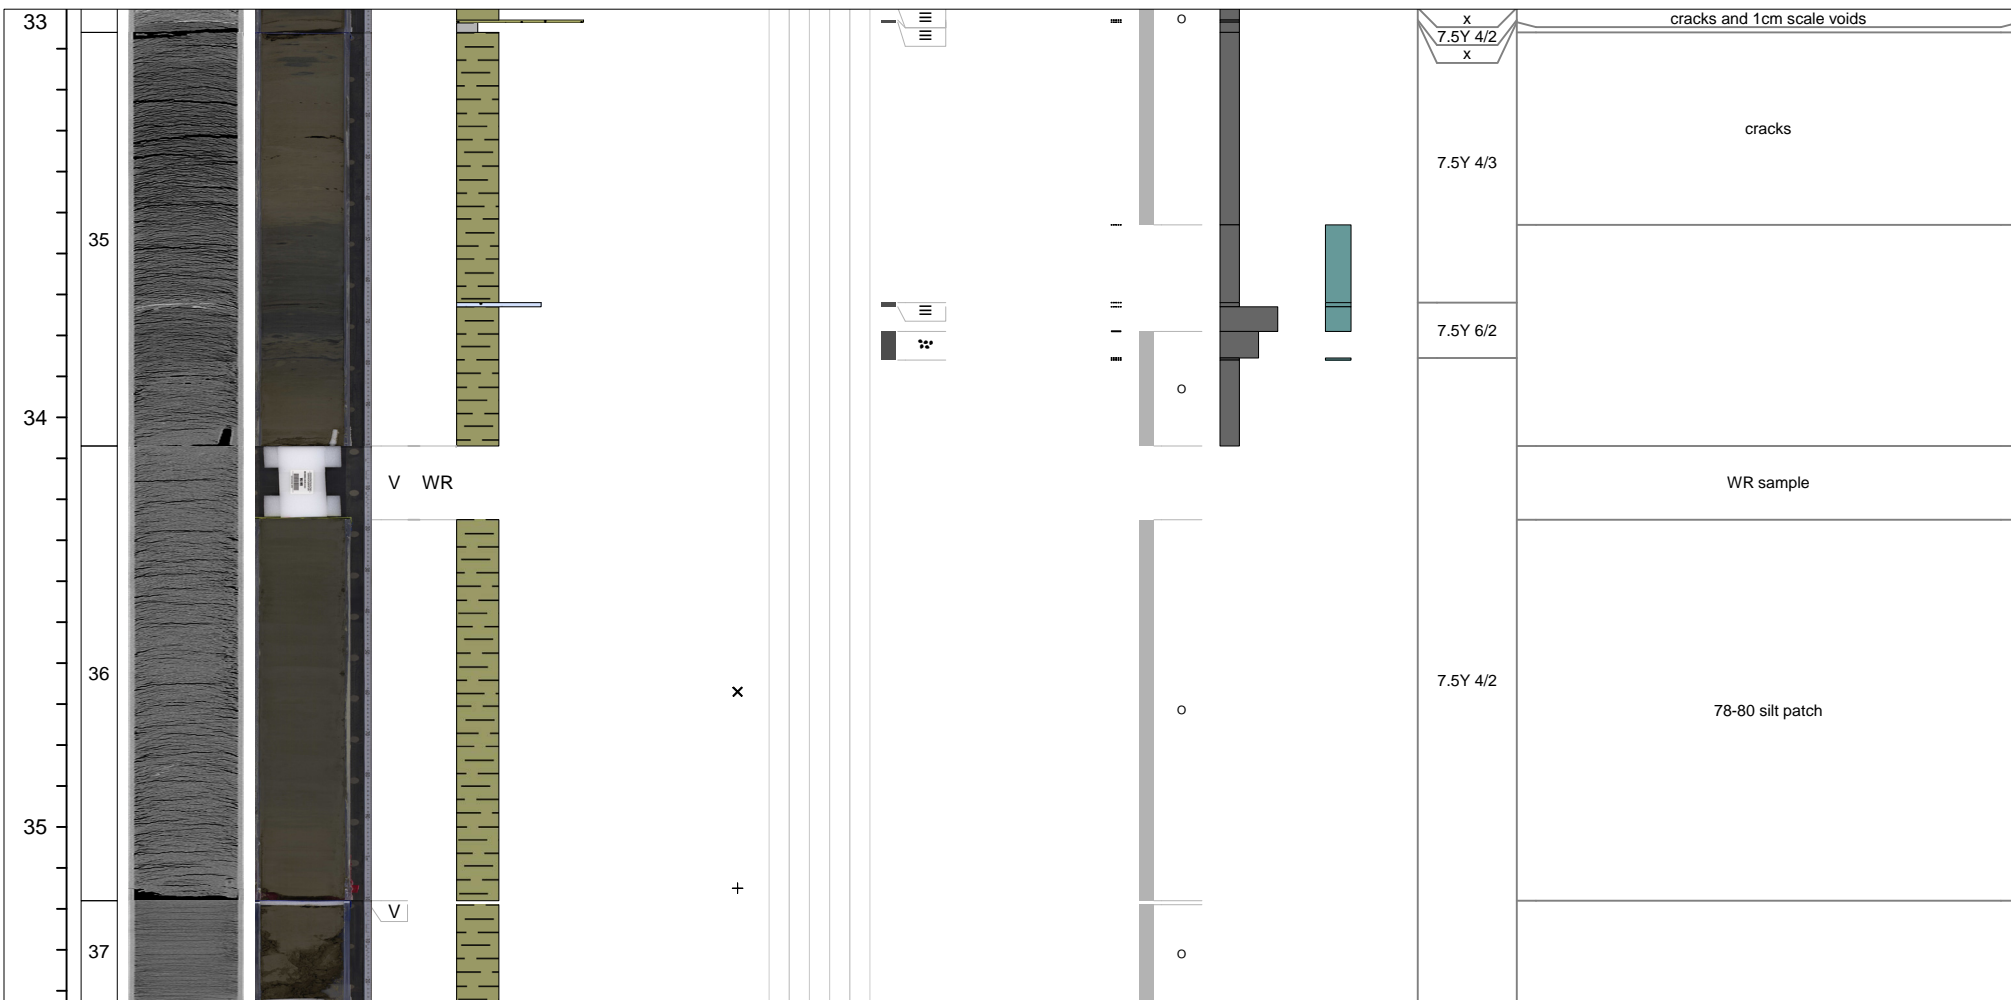 33
x
cracks and 1cm scale voids
7.5Y 4/2
x
cracks
7.5Y 4/3
35
7.5Y 6/2
34
V WR
WR sample
36
7.5Y 4/2
78-80 silt patch
35
V
37